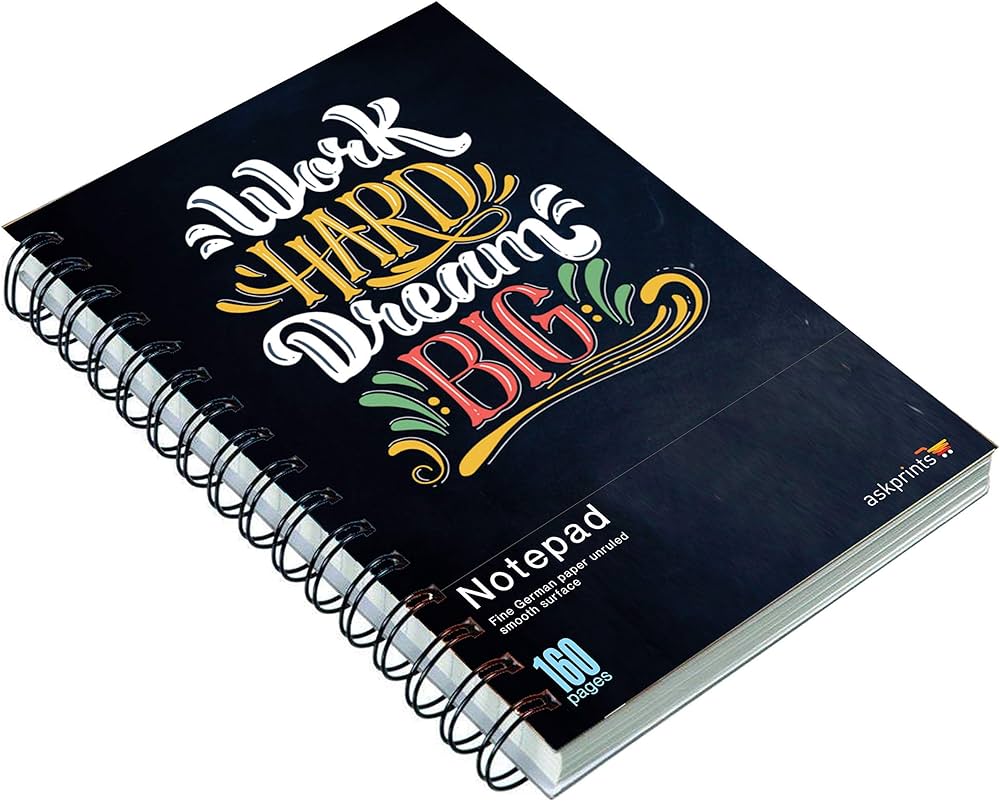 Work
HARD
Dream
BIG
Notepad
Fine German paper unruled
smooth surface
160
pages
askprints